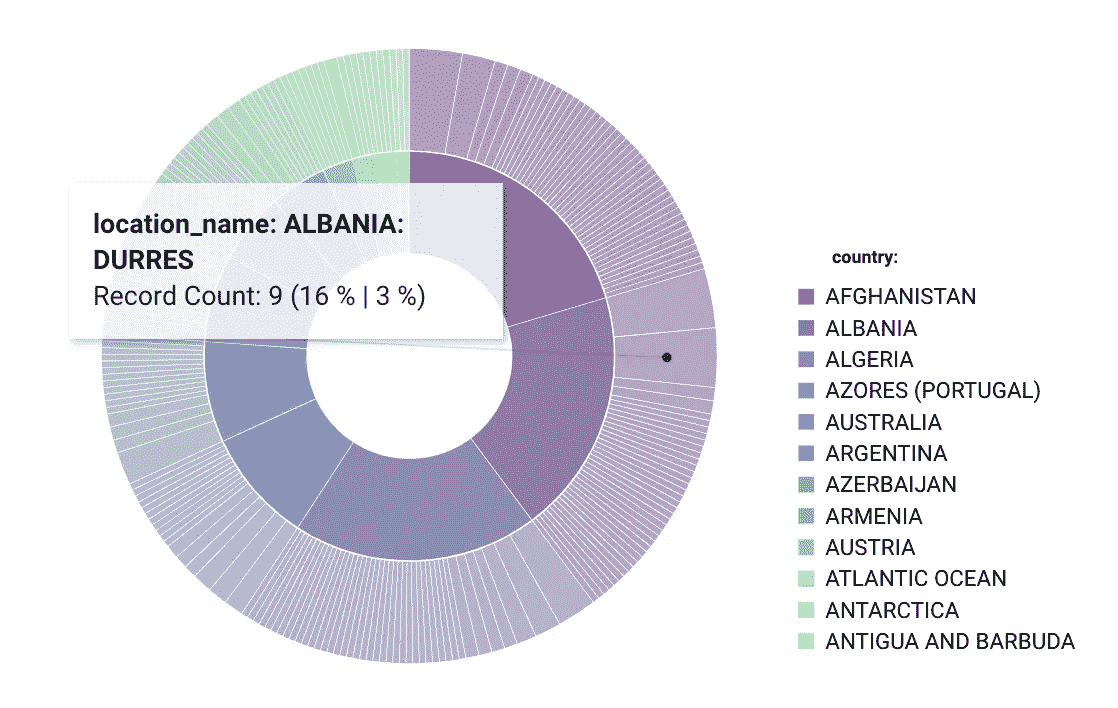 location_name: ALBANIA:
DURRES
Record Count: 9 (16 % | 3 %)
country:
AFGHANISTAN
ALBANIA
ALGERIA
AZORES (PORTUGAL)
AUSTRALIA
ARGENTINA
AZERBAIJAN
ARMENIA
AUSTRIA
ATLANTIC OCEAN
ANTARCTICA
ANTIGUA AND BARBUDA